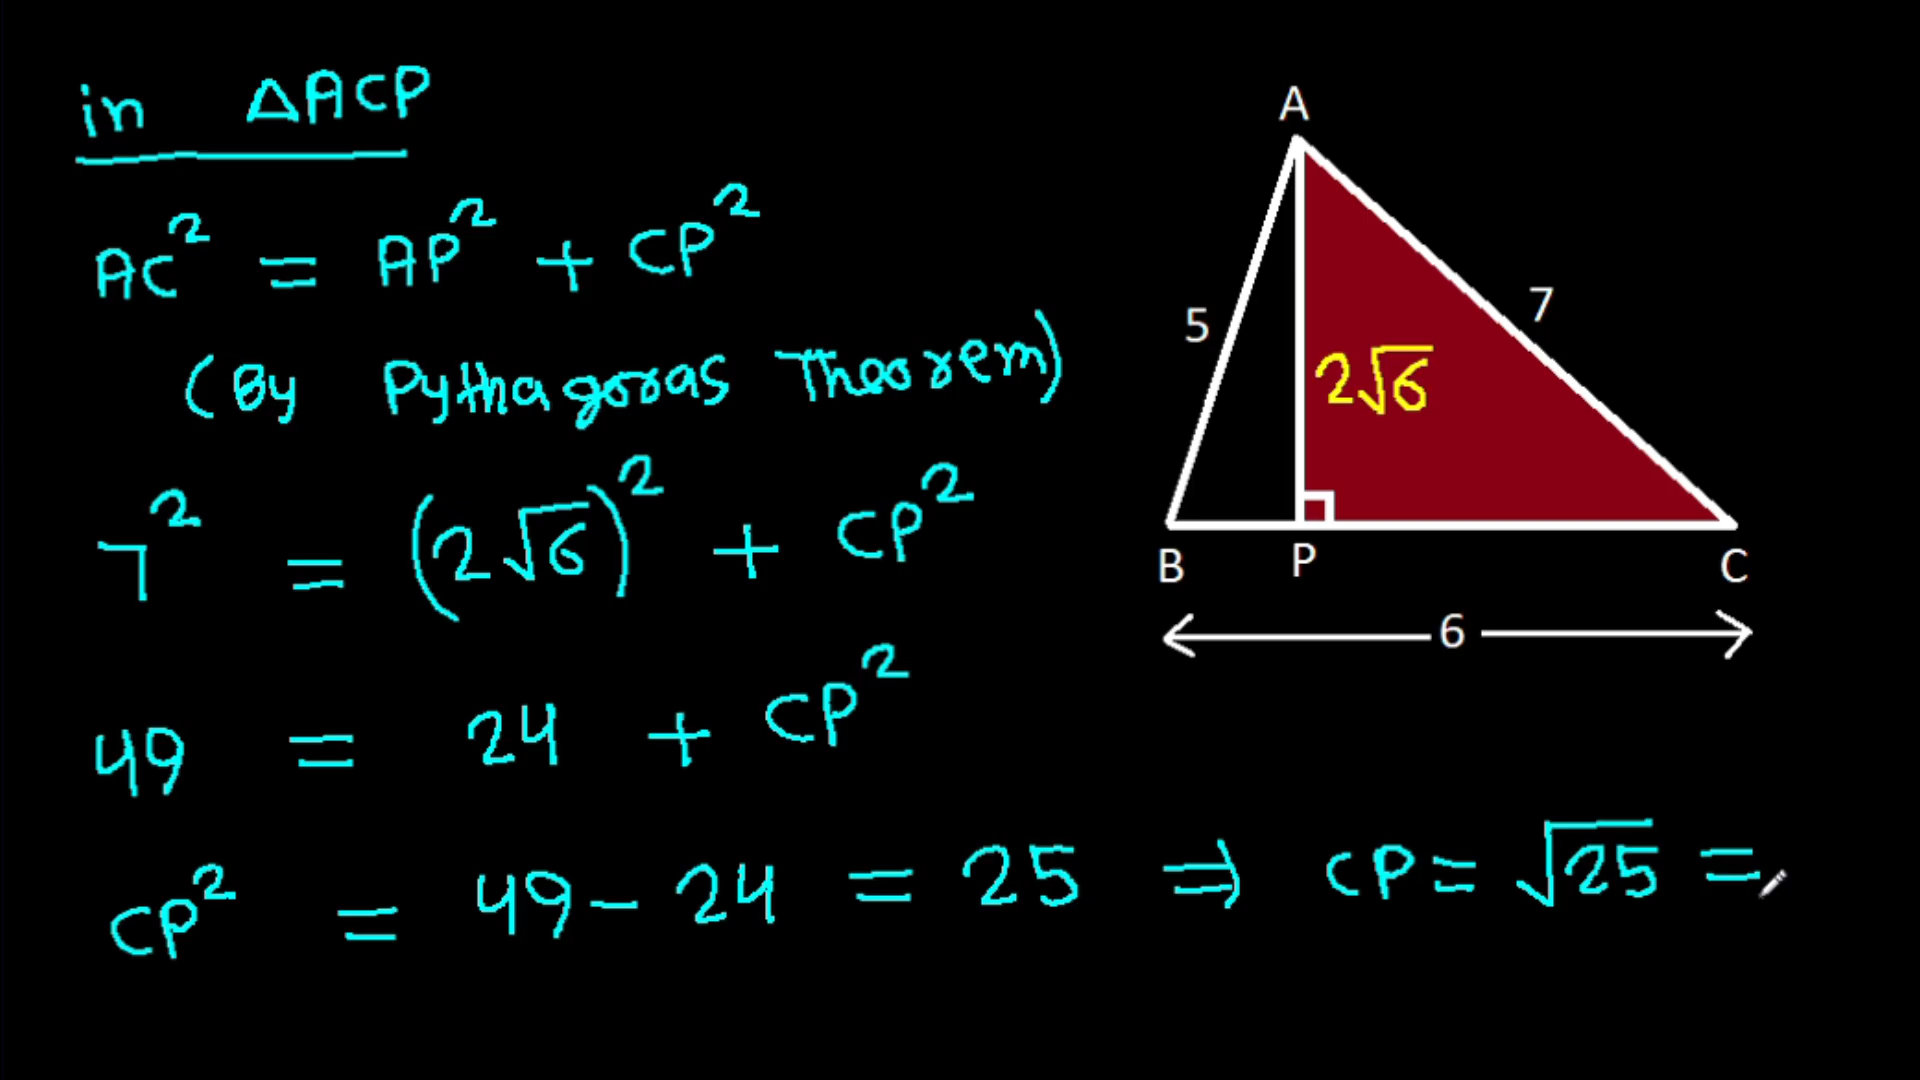 in ΔACP
AC² = AP² + CP²
(By Pythagoras Theorem)
7² = (2√6)² + CP²
49 = 24 + CP²
CP² = 49 - 24 = 25 ⇒ CP = √25 =
A
5
7
2√6
B
P
C
6